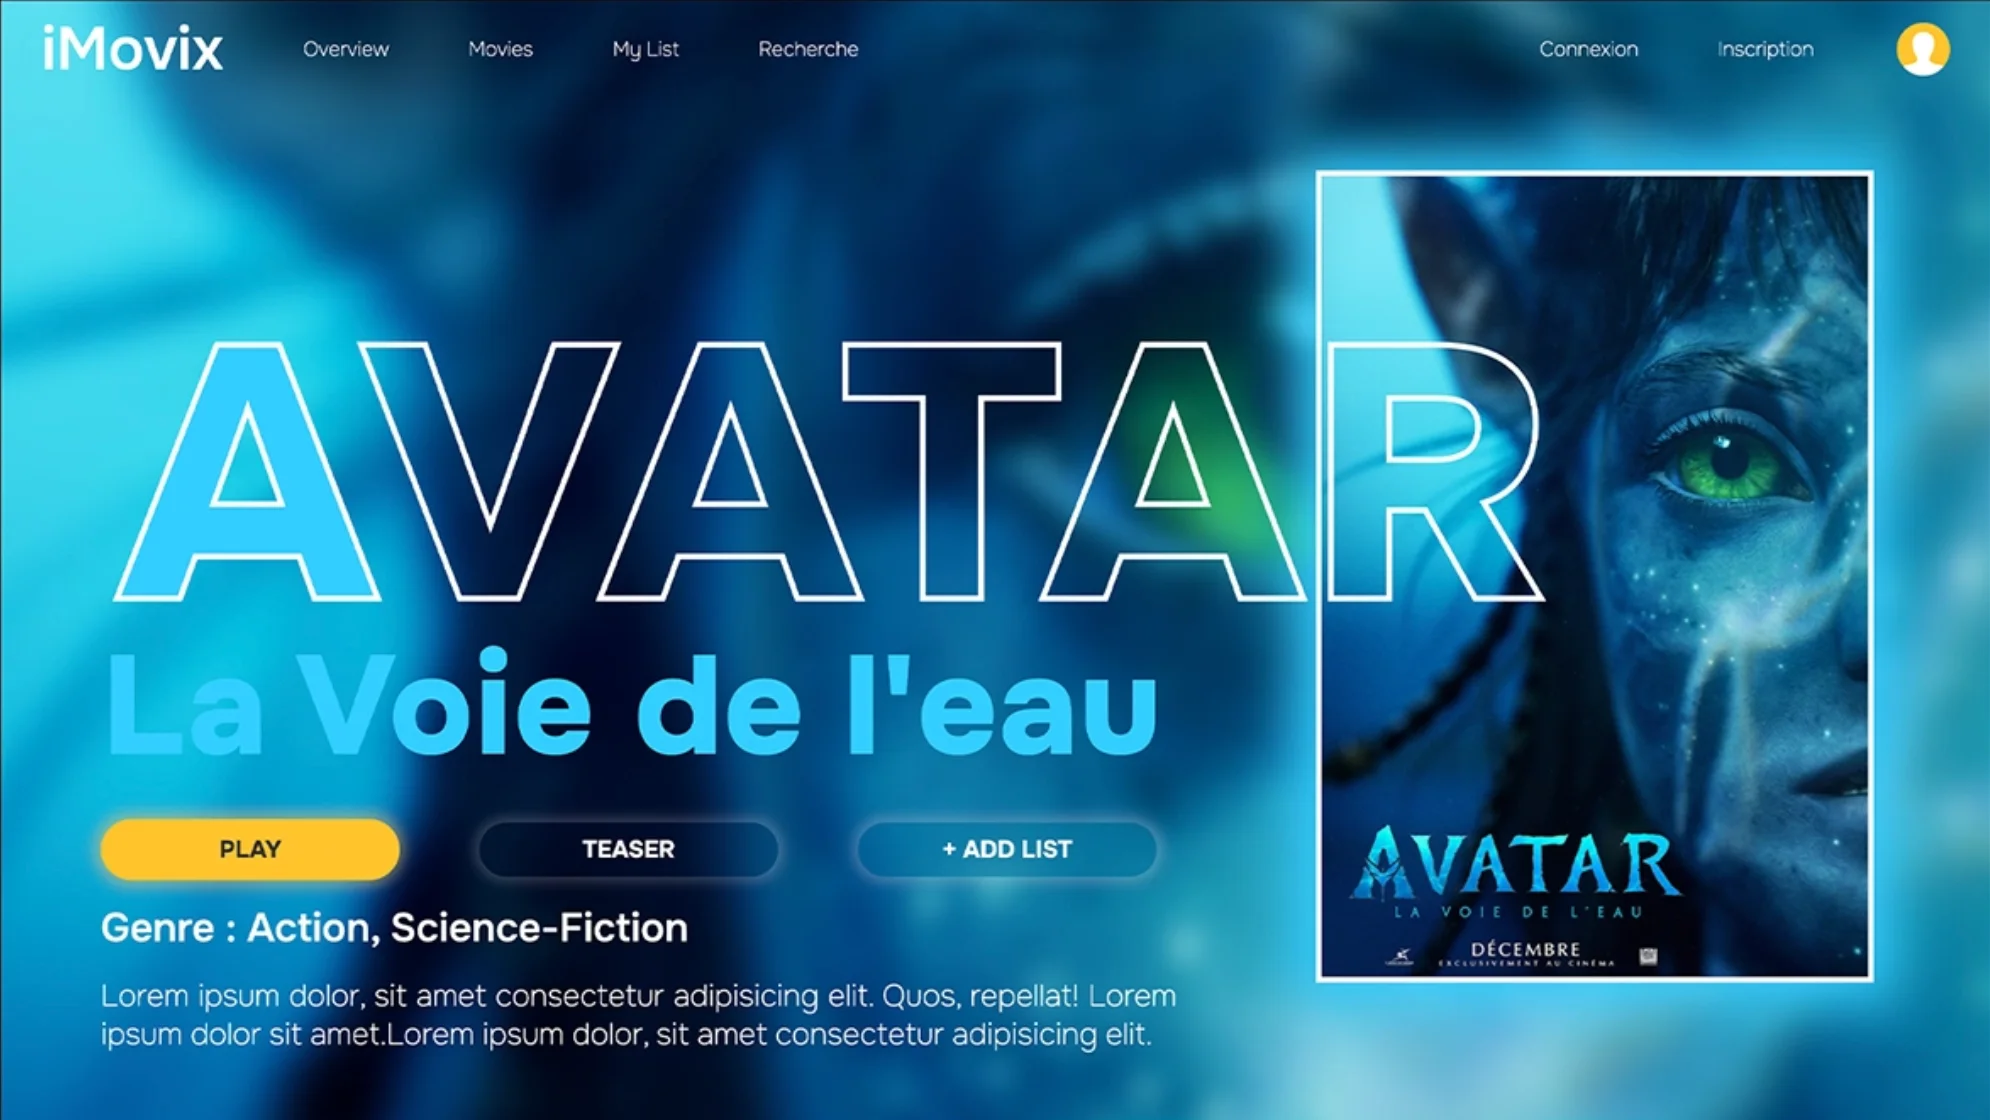 iMovix Overview Movies My List Recherche Connexion Inscription
AVATAR
La Voie de l'eau
PLAY TEASER + ADD LIST
Genre : Action, Science-Fiction
Lorem ipsum dolor, sit amet consectetur adipisicing elit. Quos, repellat! Lorem
ipsum dolor sit amet.Lorem ipsum dolor, sit amet consectetur adipisicing elit.
AVATAR
LA VOIE DE L'EAU
DÉCEMBRE
EXCLUSIVEMENT AU CINÉMA